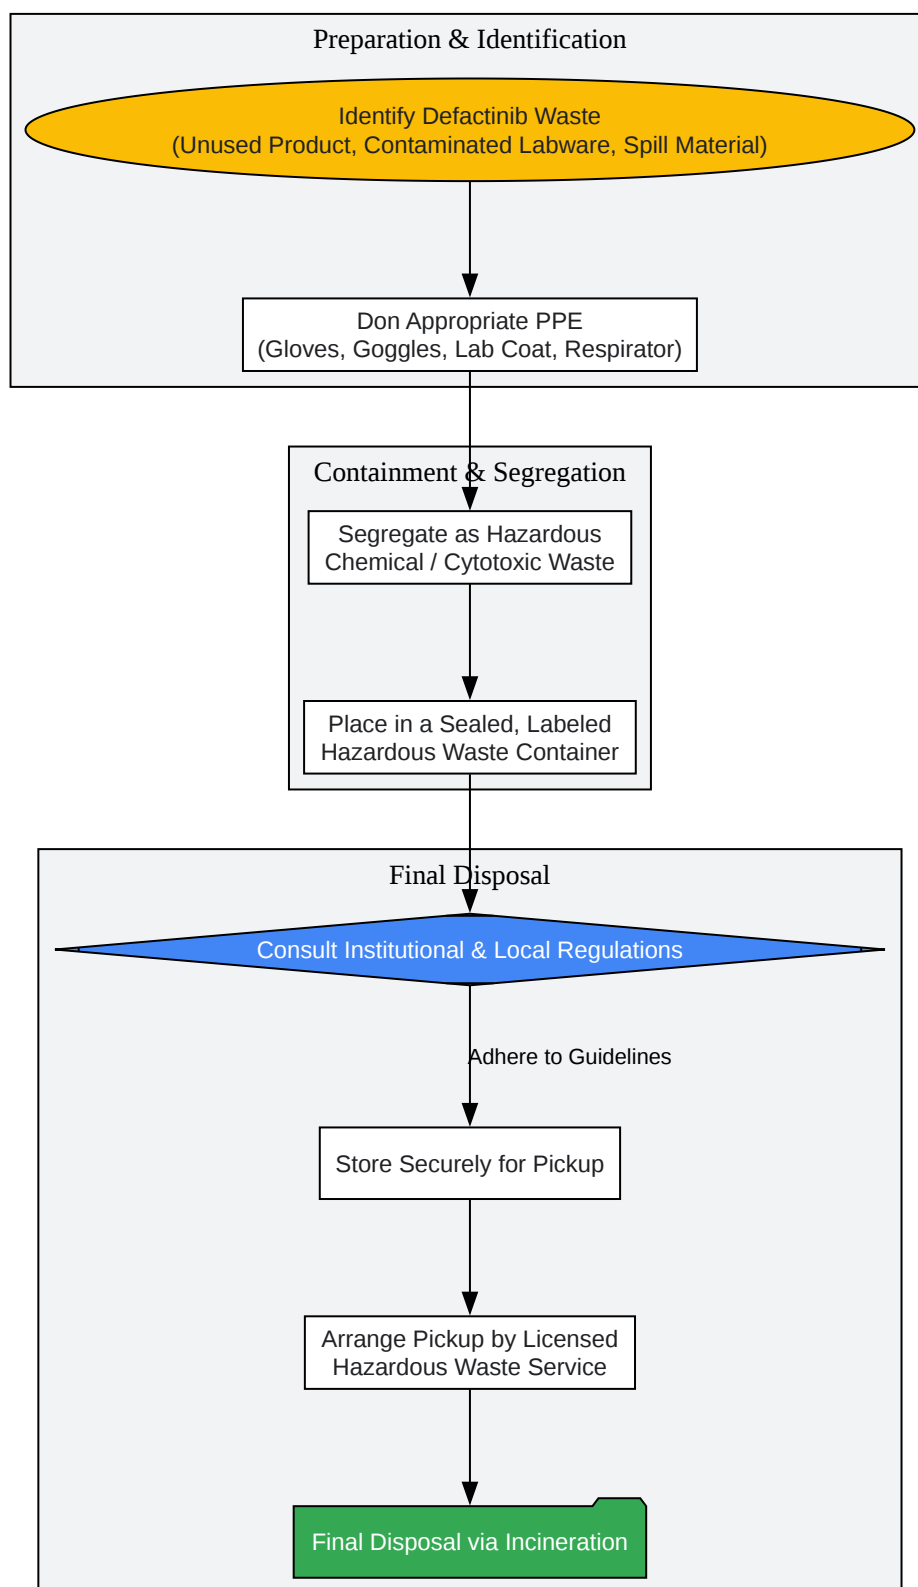 Preparation & Identification
Identify Defactinib Waste
(Unused Product, Contaminated Labware, Spill Material)
Don Appropriate PPE
(Gloves, Goggles, Lab Coat, Respirator)
Containment & Segregation
Segregate as Hazardous
Chemical / Cytotoxic Waste
Place in a Sealed, Labeled
Hazardous Waste Container
Final Disposal
Consult Institutional & Local Regulations
Adhere to Guidelines
Store Securely for Pickup
Arrange Pickup by Licensed
Hazardous Waste Service
Final Disposal via Incineration